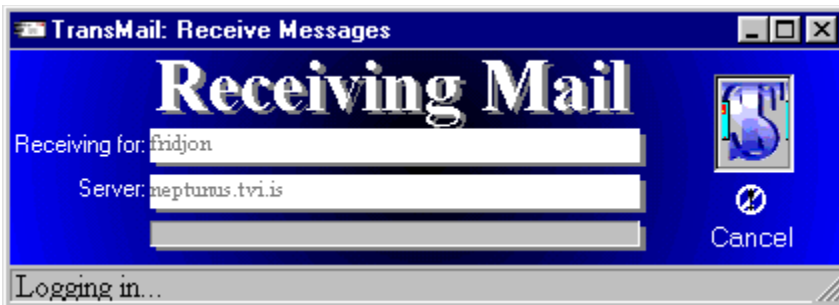 TransMail: Receive Messages
Receiving Mail
Receiving for: fridjon
Server: neptunus.tvi.is
Cancel
Logging in...